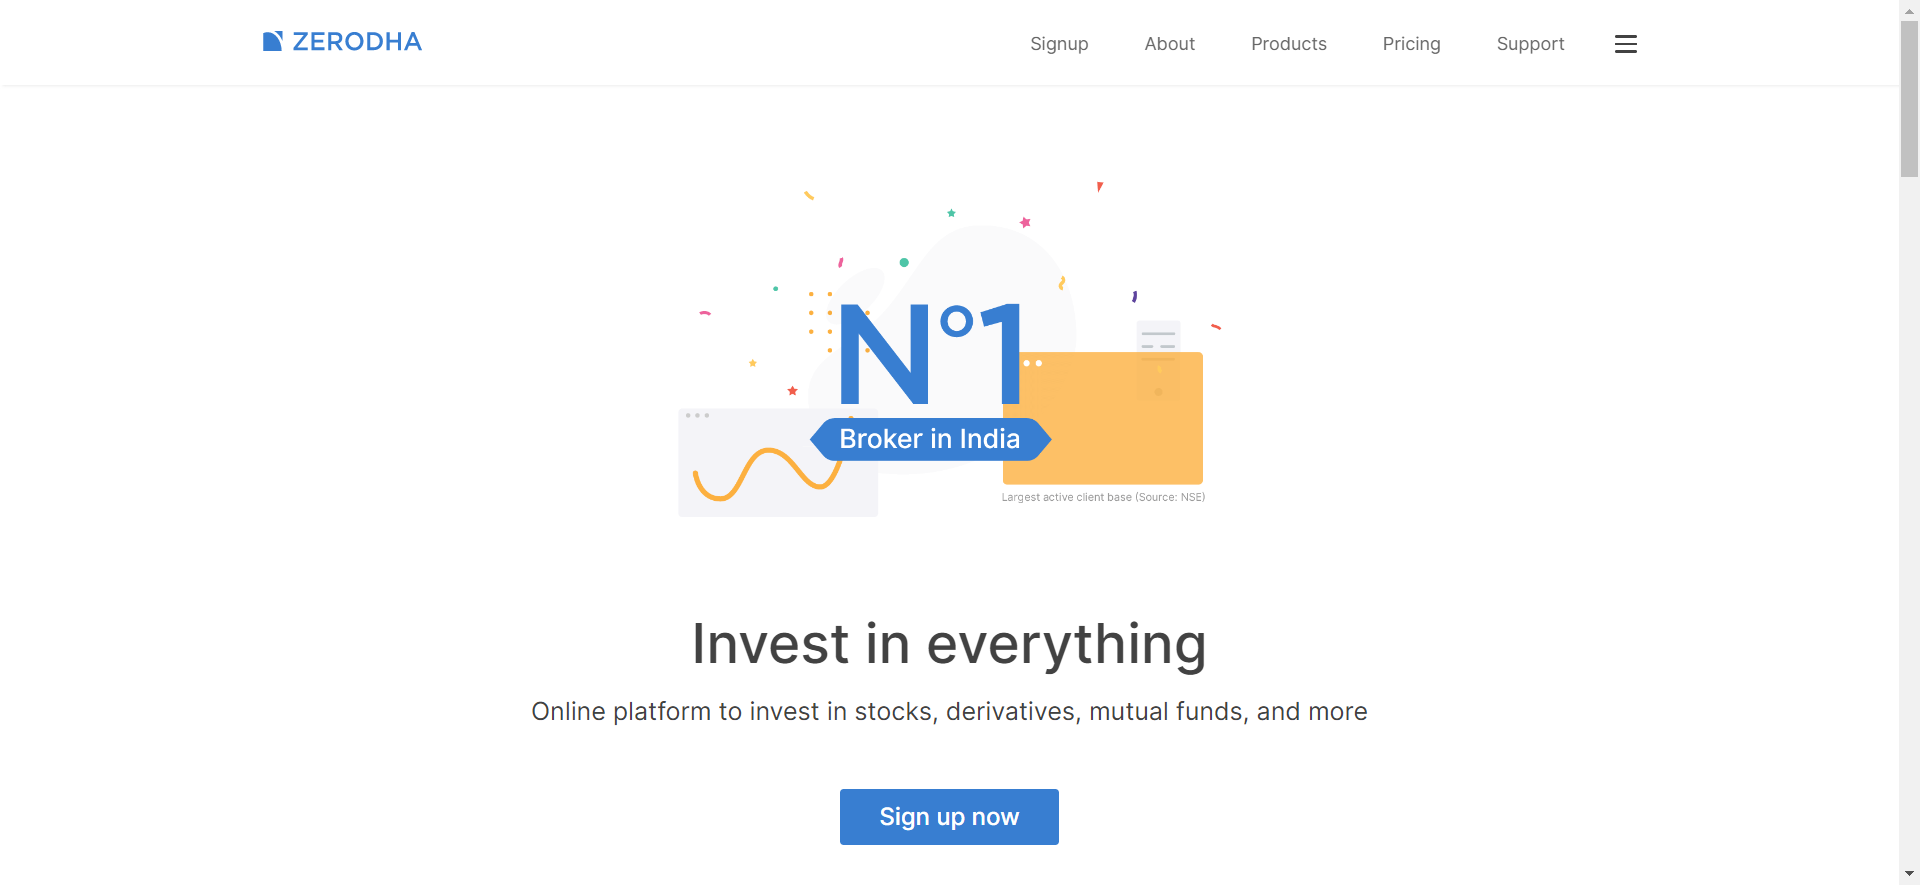 ZERODHA
Signup About Products Pricing Support
N°1
Broker in India
Largest active client base (Source: NSE)
Invest in everything
Online platform to invest in stocks, derivatives, mutual funds, and more
Sign up now